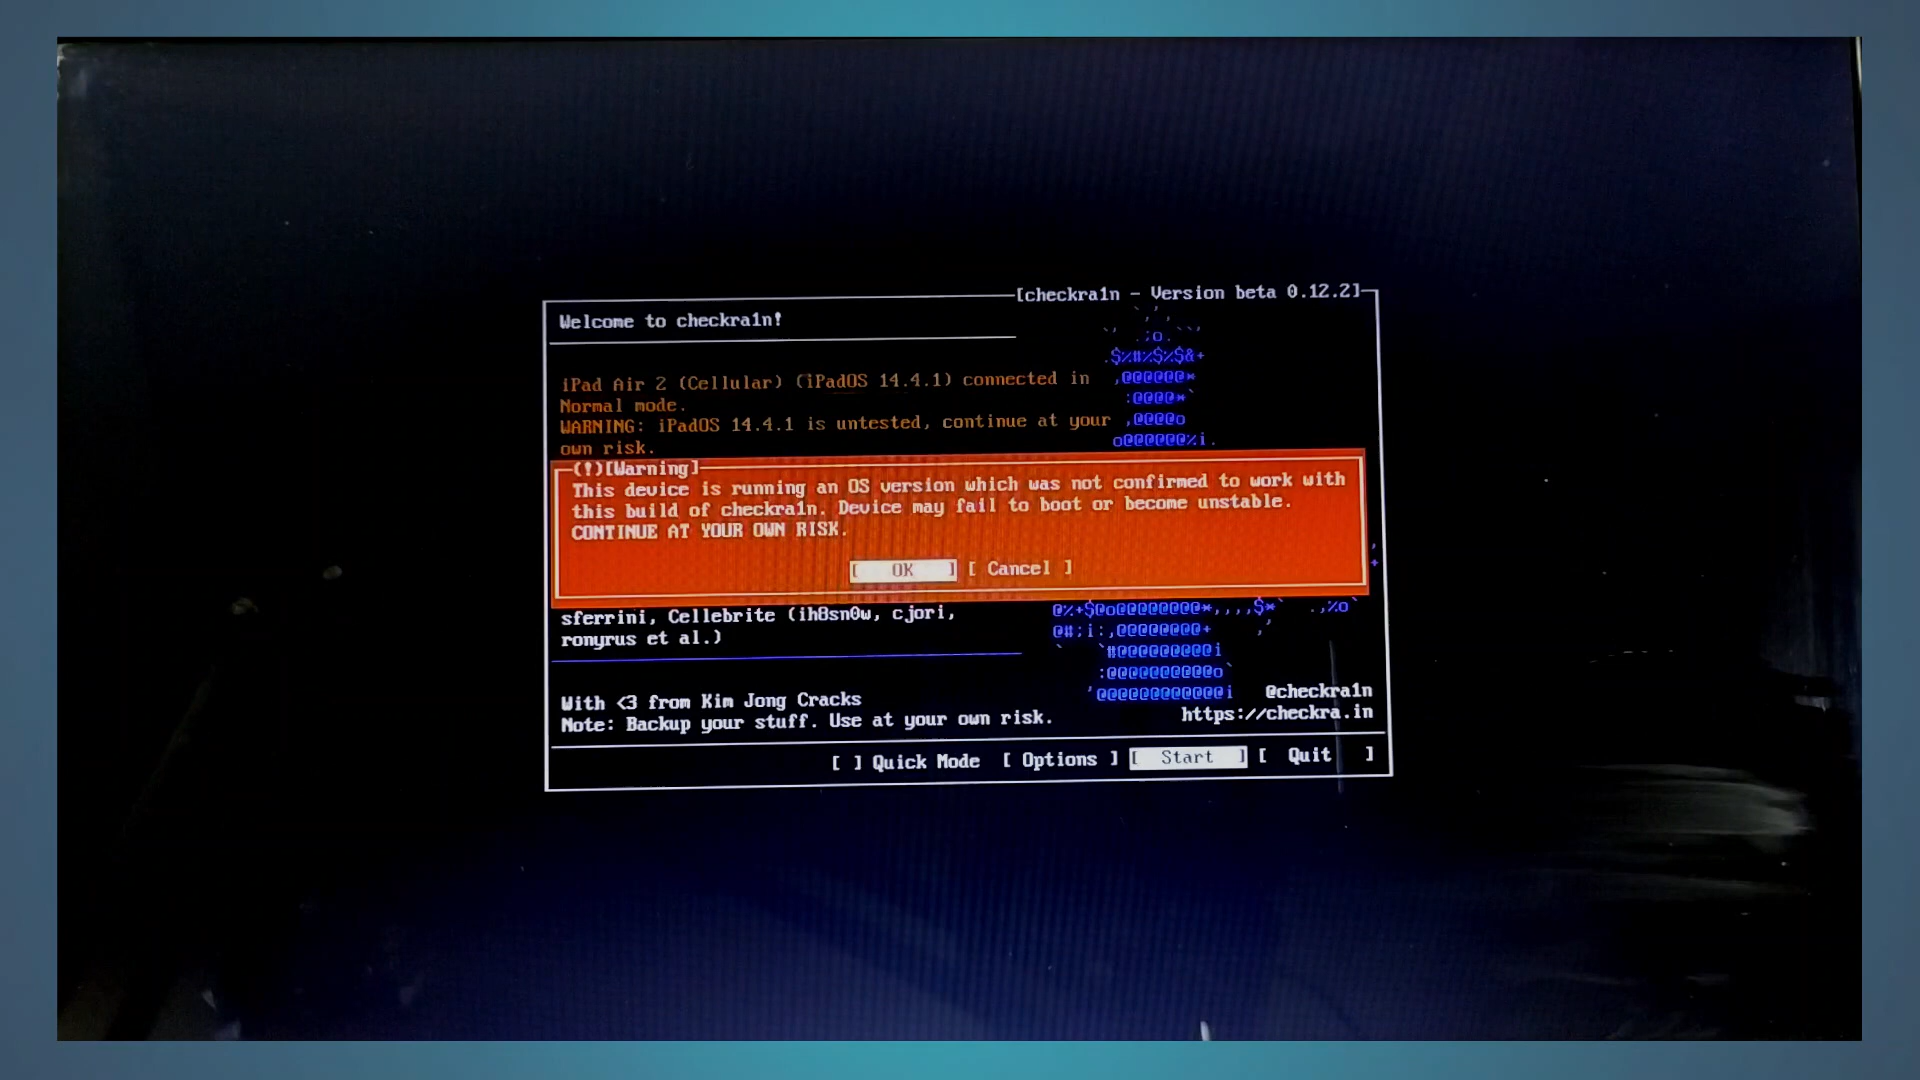 [checkra1n - Version beta 0.12.2]
Welcome to checkra1n!
iPad Air 2 (Cellular) (iPadOS 14.4.1) connected in
Normal mode.
WARNING: iPadOS 14.4.1 is untested, continue at your
own risk.
(!)[Warning]
This device is running an OS version which was not confirmed to work with
this build of checkra1n. Device may fail to boot or become unstable.
CONTINUE AT YOUR OWN RISK.
[ OK ] [ Cancel ]
sferrini, Cellebrite (ih8sn0w, cjori,
ronyrus et al.)
With <3 from Kim Jong Cracks
@checkra1n
Note: Backup your stuff. Use at your own risk.
https://checkra.in
[ ] Quick Mode [ Options ] [ Start ] [ Quit ]